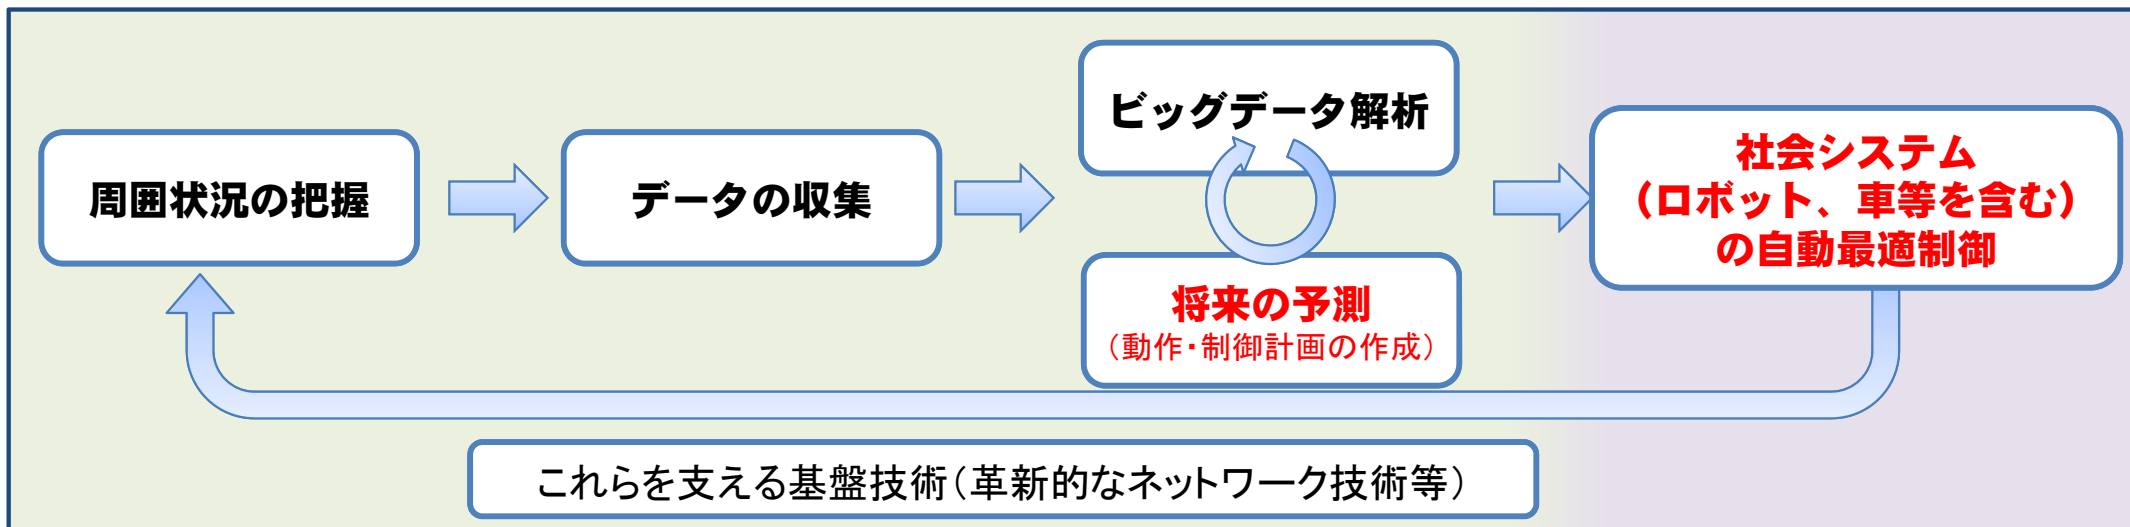 周囲状況の把握
データの収集
ビッグデータ解析
将来の予測
（動作・制御計画の作成）
社会システム
（ロボット、車等を含む）
の自動最適制御
これらを支える基盤技術（革新的なネットワーク技術等）